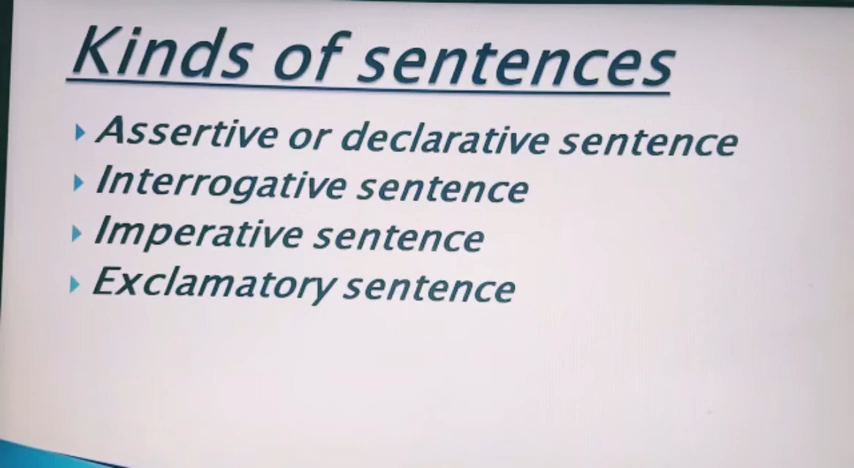 Kinds of sentences
Assertive or declarative sentence
Interrogative sentence
Imperative sentence
Exclamatory sentence